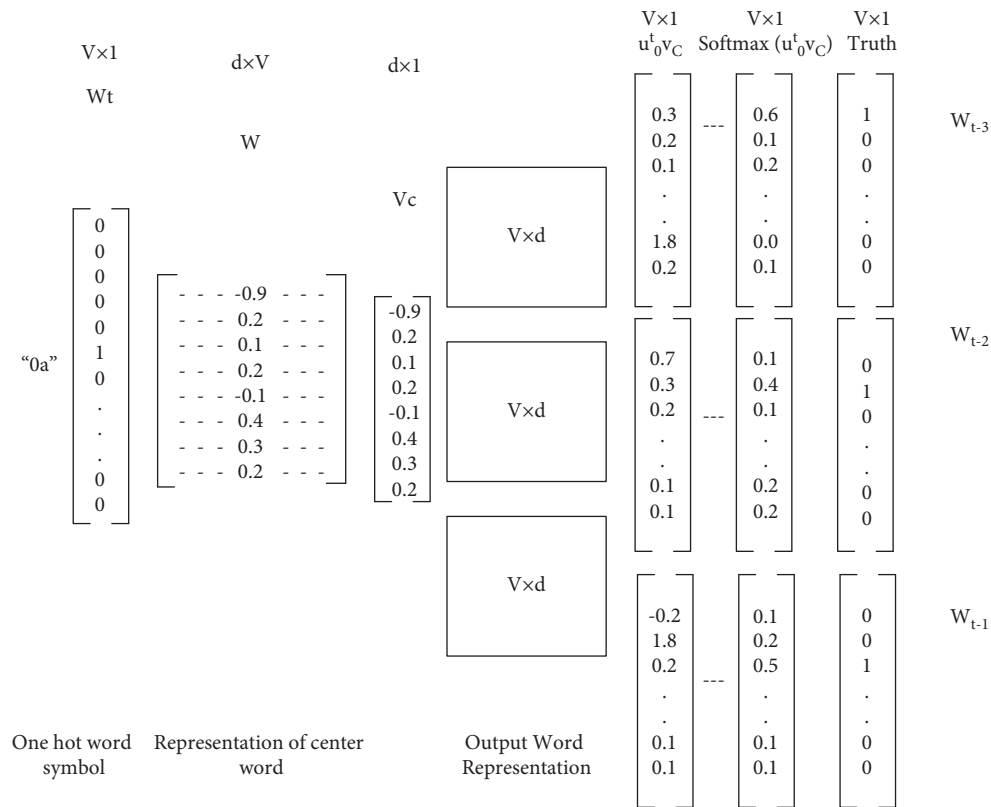 V×1
Wt
“0a”
0
0
0
0
0
1
0
.
.
.
0
0
One hot word
symbol
d×V
W
- - - -0.9 - - -
- - - 0.2 - - -
- - - 0.1 - - -
- - - 0.2 - - -
- - - -0.1 - - -
- - - 0.4 - - -
- - - 0.3 - - -
- - - 0.2 - - -
Representation of center
word
d×1
Vc
-0.9
0.2
0.1
0.2
-0.1
0.4
0.3
0.2
V×d
V×d
V×d
Output Word
Representation
V×1 V×1 V×1
u^t_0v_C Softmax (u^t_0v_C) Truth
0.3 --- 0.6 1 W_t-3
0.2 0.1 0
0.1 0.2 0
. . .
. . .
1.8 0.0 0
0.2 0.1 0
W_t-2
0.7 0.1 0
0.3 0.4 1
0.2 --- 0.1 0
. . .
. . .
0.1 0.2 0
0.1 0.2 0
-0.2 0.1 0 W_t-1
1.8 0.2 0
0.2 --- 0.5 1
. . .
. . .
0.1 0.1 0
0.1 0.1 0